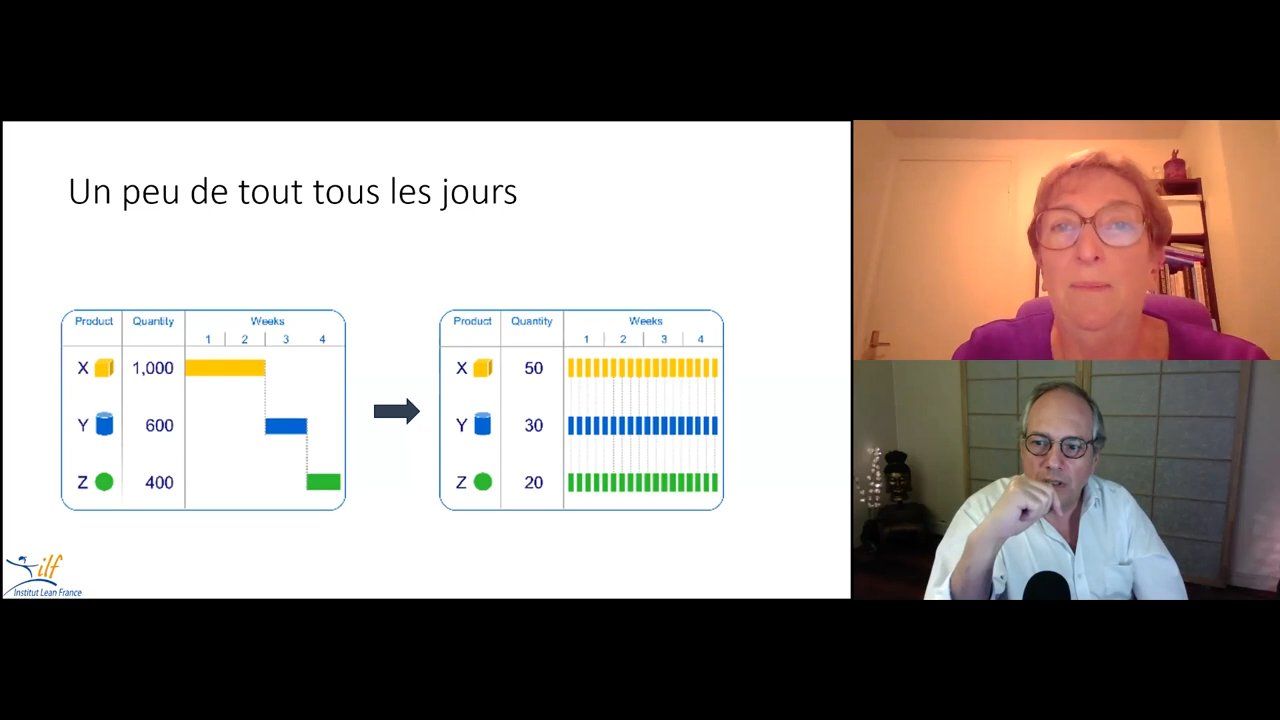 Un peu de tout tous les jours
Product Quantity Weeks
1 2 3 4
X 1,000
Y 600
Z 400
Product Quantity Weeks
1 2 3 4
X 50
Y 30
Z 20
ilf
Institut Lean France